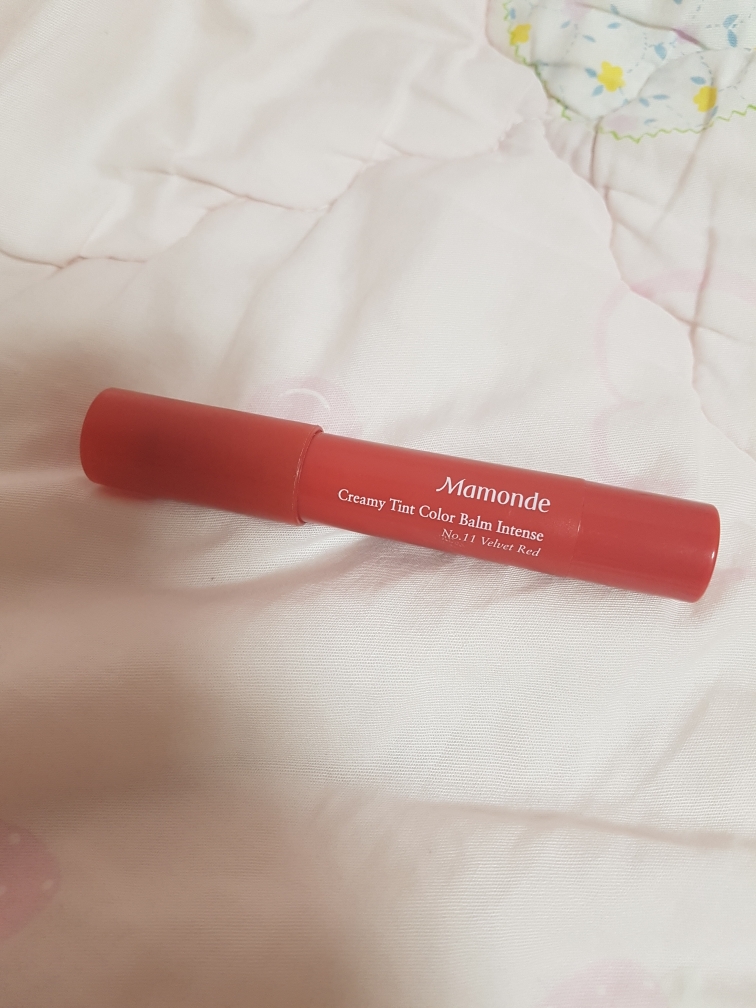 Mamonde
Creamy Tint Color Balm Intense
No.11 Velvet Red